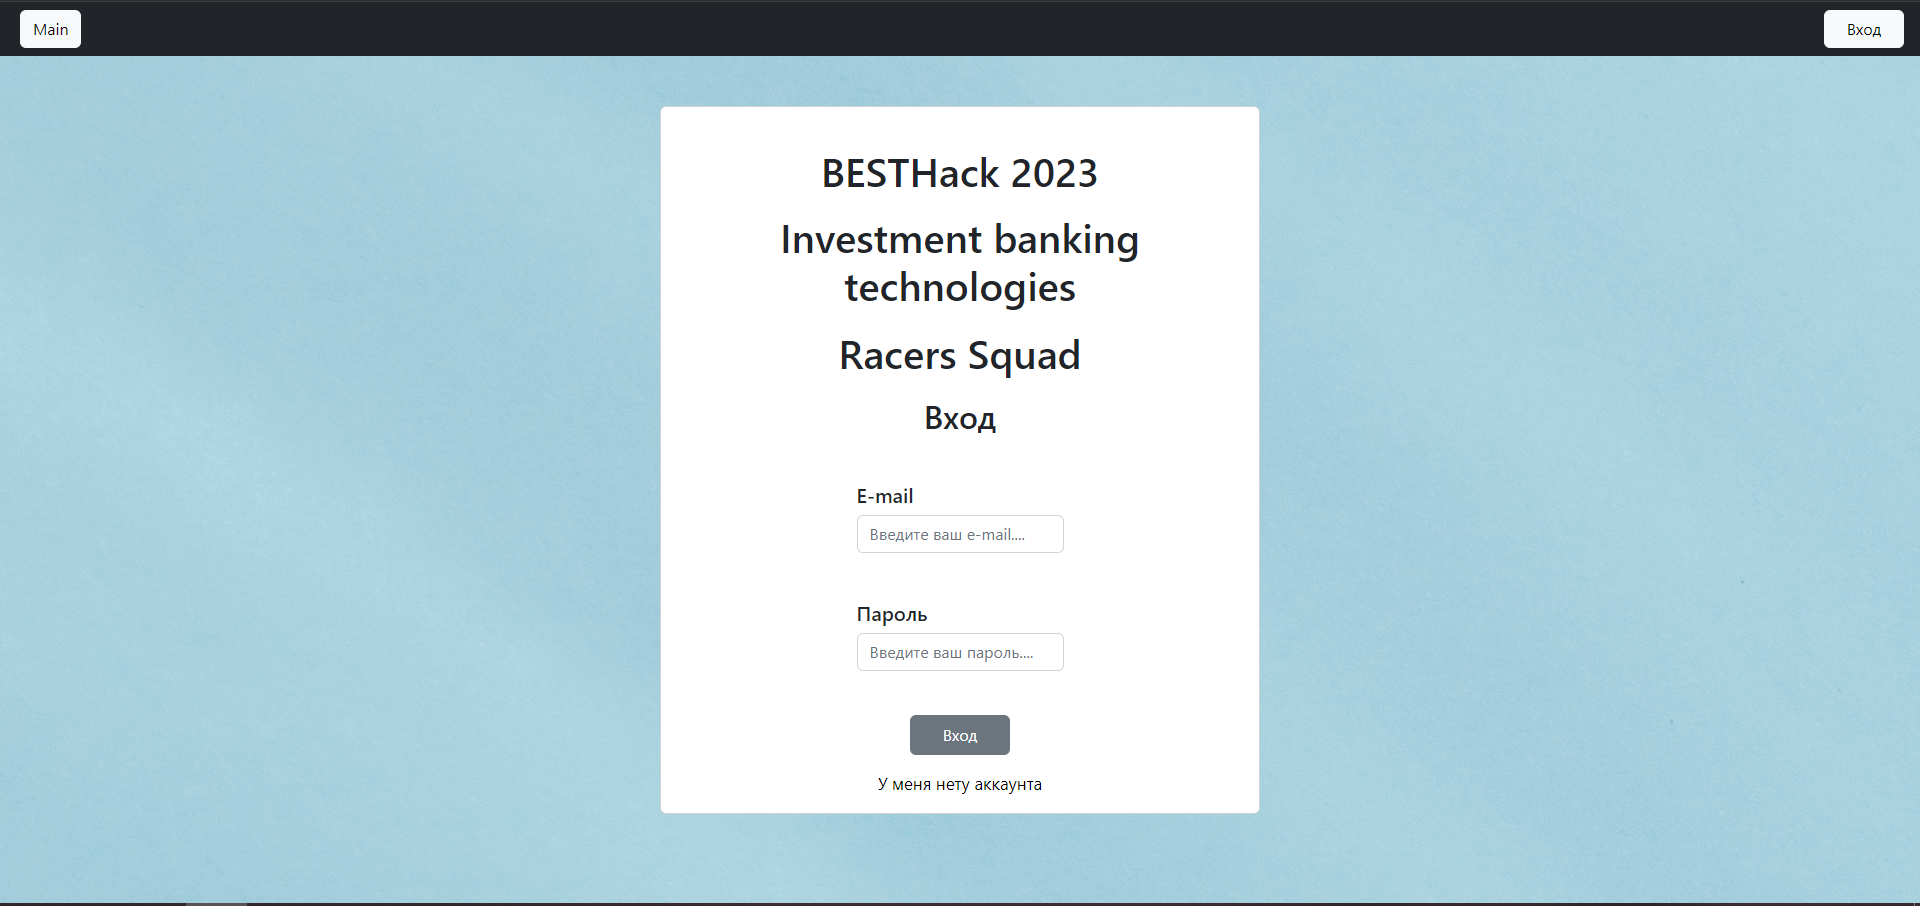 Main
Вход
BESTHack 2023
Investment banking
technologies
Racers Squad
Вход
E-mail
Введите ваш e-mail....
Пароль
Введите ваш пароль....
Вход
У меня нету аккаунта